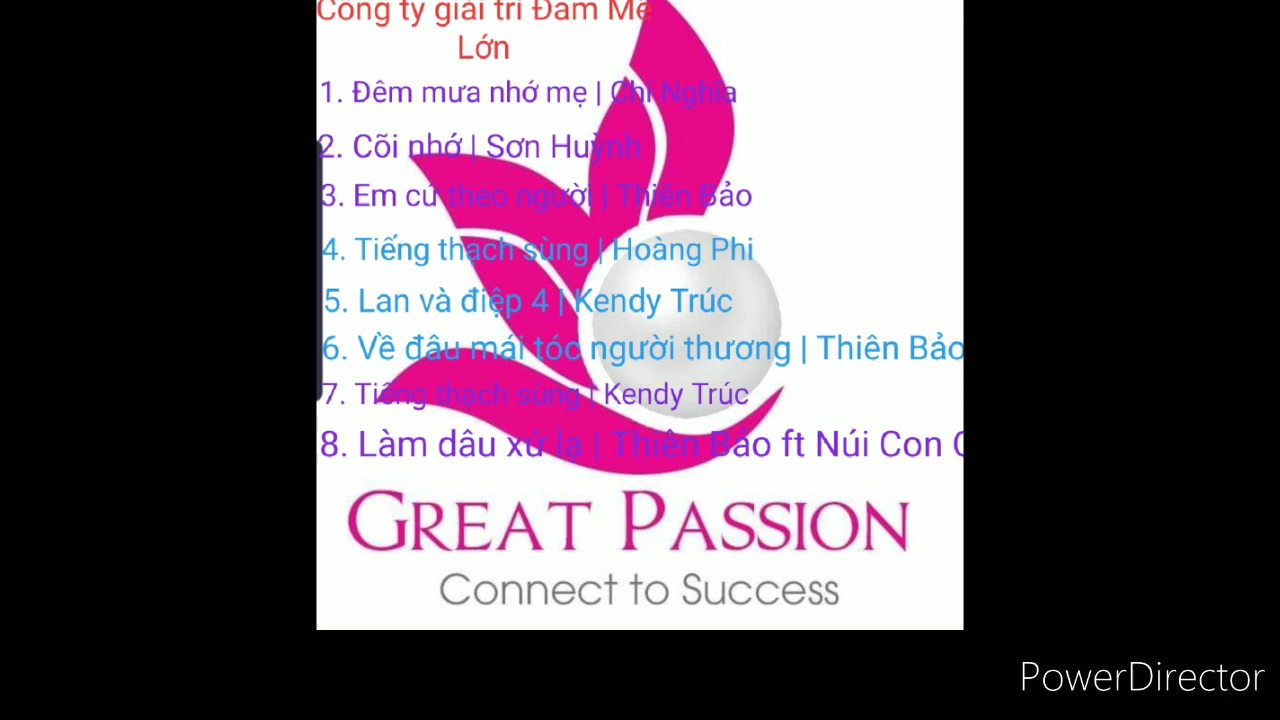 Công ty giải trí Đam Mê
Lớn
1. Đêm mưa nhớ mẹ | Chí Nghĩa
2. Cõi nhớ | Sơn Huỳnh
3. Em cứ theo người | Thiên Bảo
4. Tiếng thạch sùng | Hoàng Phi
5. Lan và điệp 4 | Kendy Trúc
6. Về đâu mái tóc người thương | Thiên Bảo
7. Tiếng thạch sùng | Kendy Trúc
8. Làm dâu xứ lạ | Thiên Bảo ft Núi Con
GREAT PASSION
Connect to Success
PowerDirector